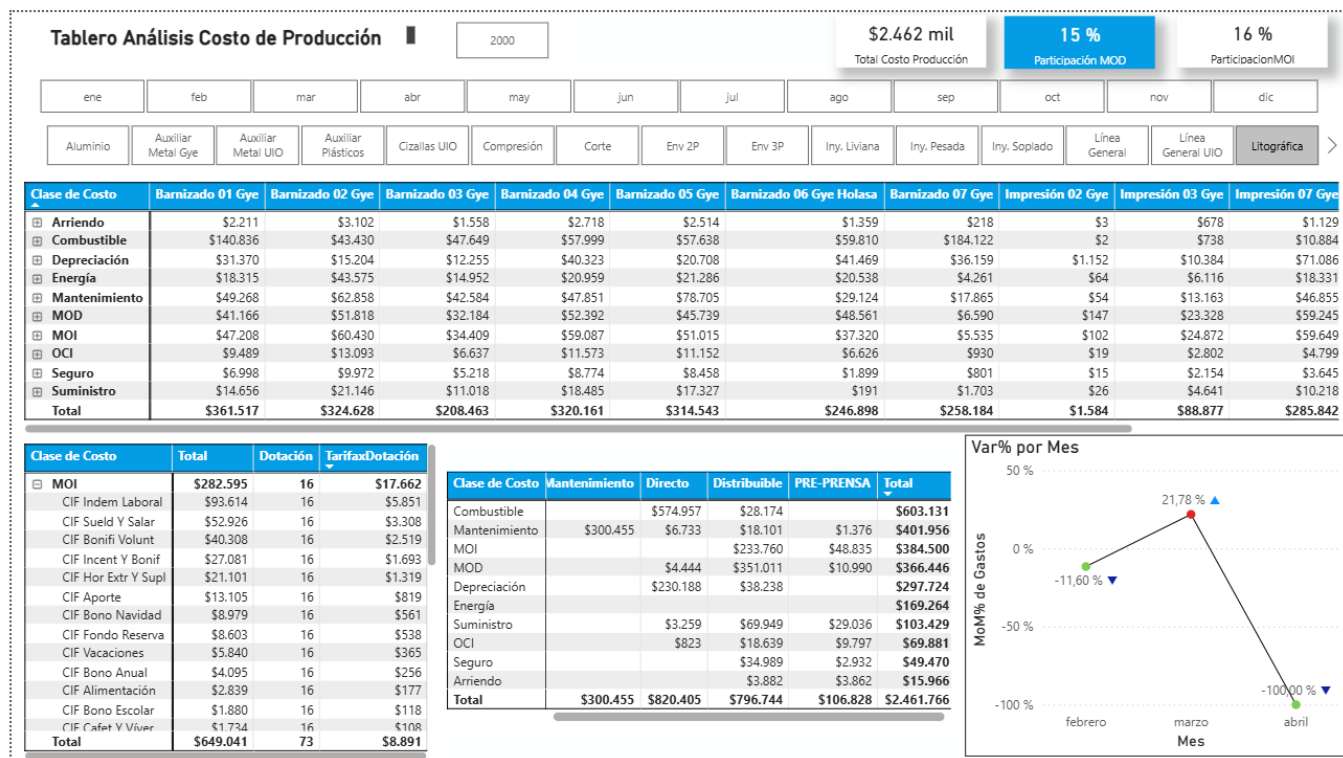 Tablero Análisis Costo de Producción
2000
$2.462 mil
Total Costo Producción
15 %
Participación MOD
16 %
ParticipacionMOI
ene feb mar abr may jun jul ago sep oct nov dic
Aluminio Auxiliar Metal Gye Auxiliar Metal UIO Auxiliar Plásticos Cizallas UIO Compresión Corte Env 2P Env 3P Iny. Liviana Iny. Pesada Iny. Soplado Línea General Línea General UIO Litográfica
Clase de Costo Barnizado 01 Gye Barnizado 02 Gye Barnizado 03 Gye Barnizado 04 Gye Barnizado 05 Gye Barnizado 06 Gye Holasa Barnizado 07 Gye Impresión 02 Gye Impresión 03 Gye Impresión 07 Gye
Arriendo $2.211 $3.102 $1.558 $2.718 $2.514 $1.359 $218 $3 $678 $1.129
Combustible $140.836 $43.430 $47.649 $57.999 $57.638 $59.810 $184.122 $2 $738 $10.884
Depreciación $31.370 $15.204 $12.255 $40.323 $20.708 $41.469 $36.159 $1.152 $10.384 $71.086
Energía $18.315 $43.575 $14.952 $20.959 $21.286 $20.538 $4.261 $64 $6.116 $18.331
Mantenimiento $49.268 $62.858 $42.584 $47.851 $78.705 $29.124 $17.865 $54 $13.163 $46.855
MOD $41.166 $51.818 $32.184 $52.392 $45.739 $48.561 $6.590 $147 $23.328 $59.245
MOI $47.208 $60.430 $34.409 $59.087 $51.015 $37.320 $5.535 $102 $24.872 $59.649
OCI $9.489 $13.093 $6.637 $11.573 $11.152 $6.626 $930 $19 $2.802 $4.799
Seguro $6.998 $9.972 $5.218 $8.774 $8.458 $1.899 $801 $15 $2.154 $3.645
Suministro $14.656 $21.146 $11.018 $18.485 $17.327 $191 $1.703 $26 $4.641 $10.218
Total $361.517 $324.628 $208.463 $320.161 $314.543 $246.898 $258.184 $1.584 $88.877 $285.842
Clase de Costo Total Dotación TarifaxDotación
MOI $282.595 16 $17.662
CIF Indem Laboral $93.614 16 $5.851
CIF Sueld Y Salar $52.926 16 $3.308
CIF Bonifi Volunt $40.308 16 $2.519
CIF Incent Y Bonif $27.081 16 $1.693
CIF Hor Extr Y Supl $21.101 16 $1.319
CIF Aporte $13.105 16 $819
CIF Bono Navidad $8.979 16 $561
CIF Fondo Reserva $8.603 16 $538
CIF Vacaciones $5.840 16 $365
CIF Bono Anual $4.095 16 $256
CIF Alimentación $2.839 16 $177
CIF Bono Escolar $1.880 16 $118
CIF Cafet Y Víver $1.734 16 $108
Total $649.041 73 $8.891
Clase de Costo Mantenimiento Directo Distribuible PRE-PRENSA Total
Combustible $574.957 $28.174 $603.131
Mantenimiento $300.455 $6.733 $18.101 $1.376 $401.956
MOI $233.760 $48.835 $384.500
MOD $4.444 $351.011 $10.990 $366.446
Depreciación $230.188 $38.238 $297.724
Energía $169.264
Suministro $3.259 $69.949 $29.036 $103.429
OCI $823 $18.639 $9.797 $69.881
Seguro $34.989 $2.932 $49.470
Arriendo $3.882 $3.862 $15.966
Total $300.455 $820.405 $796.744 $106.828 $2.461.766
Var% por Mes
MoM% de Gastos
50 %
0 %
-50 %
-100 %
-11,60 %
21,78 %
-100,00 %
febrero marzo abril
Mes